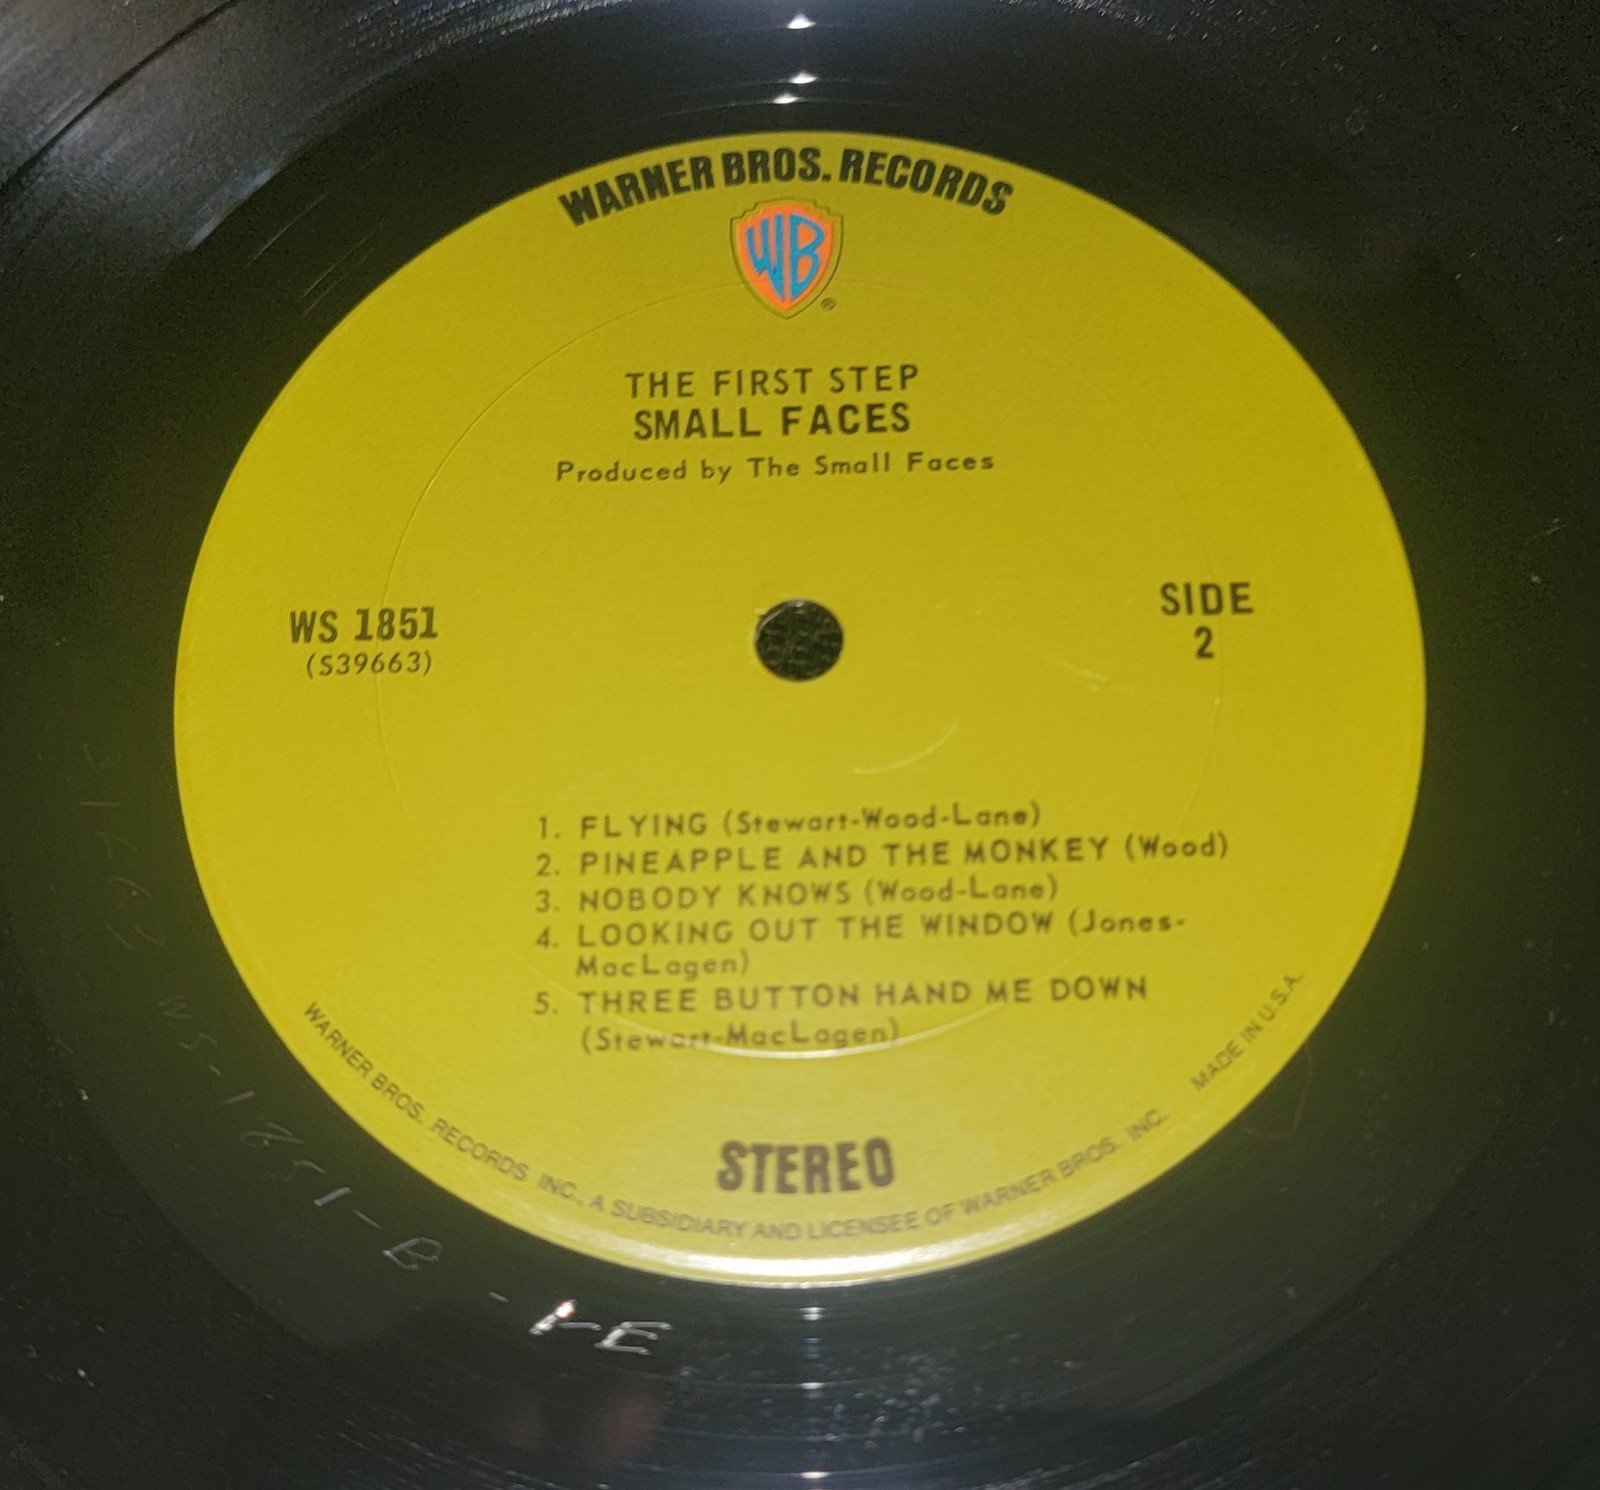 WARNER BROS. RECORDS
WB
®
THE FIRST STEP
SMALL FACES
Produced by The Small Faces
WS 1851
(S39663)
SIDE
2
1. FLYING (Stewart-Wood-Lane)
2. PINEAPPLE AND THE MONKEY (Wood)
3. NOBODY KNOWS (Wood-Lane)
4. LOOKING OUT THE WINDOW (Jones-
MacLagen)
5. THREE BUTTON HAND ME DOWN
(Stewart-MacLagen)
STEREO
WARNER BROS. RECORDS INC., A SUBSIDIARY AND LICENSEE OF WARNER BROS. INC.
MADE IN U.S.A.